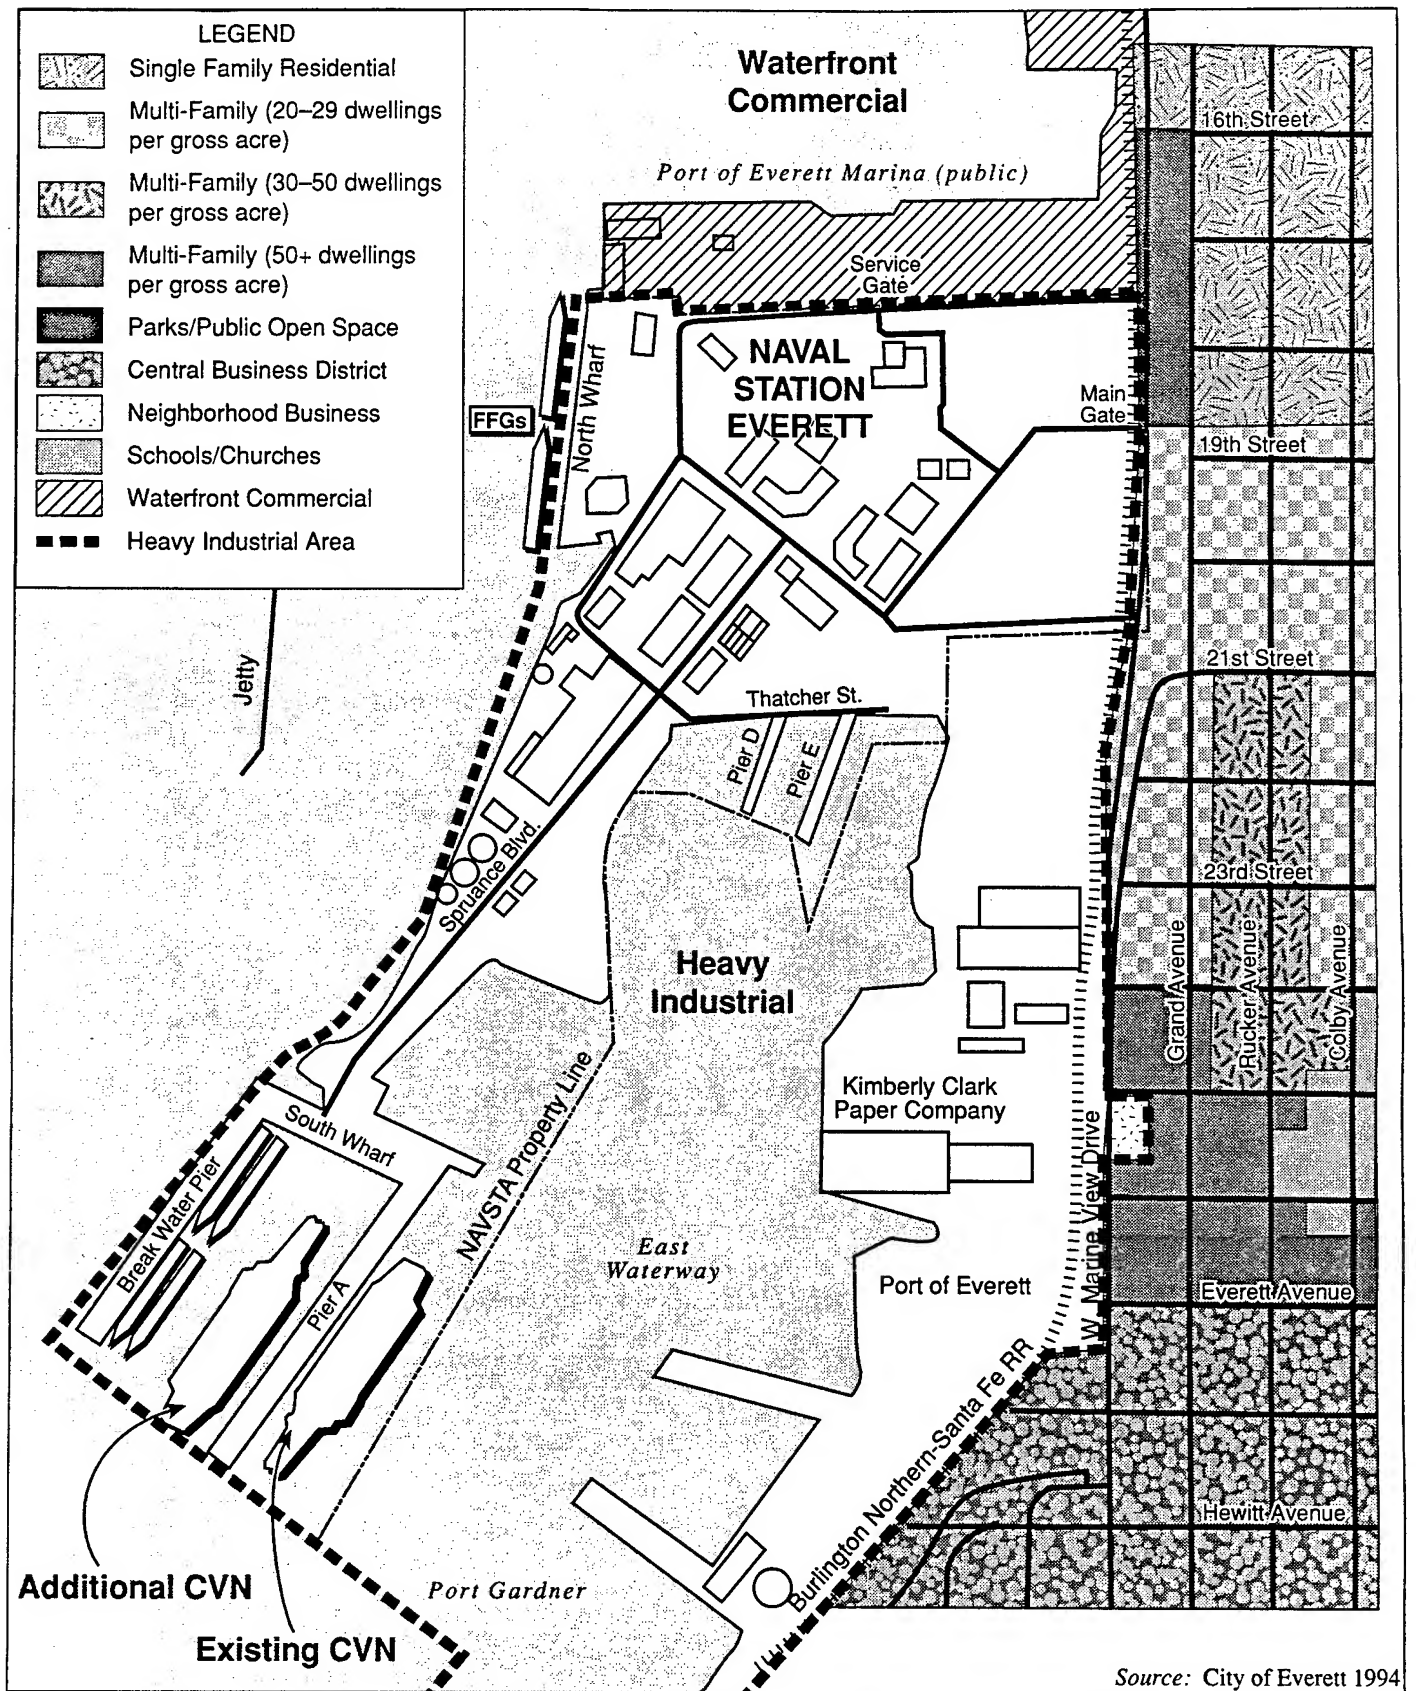 LEGEND
Single Family Residential
Multi-Family (20–29 dwellings
per gross acre)
Multi-Family (30–50 dwellings
per gross acre)
Multi-Family (50+ dwellings
per gross acre)
Parks/Public Open Space
Central Business District
Neighborhood Business
Schools/Churches
Waterfront Commercial
Heavy Industrial Area
Waterfront
Commercial
Port of Everett Marina (public)
16th Street
Service
Gate
NAVAL
STATION
EVERETT
Main
Gate
FFGs
North Wharf
19th Street
Jetty
21st Street
Thatcher St.
Pier D
Pier E
Spruance Blvd.
23rd Street
Heavy
Industrial
Grand Avenue
Rucker Avenue
Colby Avenue
Kimberly Clark
Paper Company
South Wharf
NAVSTA Property Line
W. Marine View Drive
Break Water Pier
Pier A
East
Waterway
Port of Everett
Everett Avenue
Burlington Northern-Santa Fe RR
Hewitt Avenue
Additional CVN
Port Gardner
Existing CVN
Source: City of Everett 1994